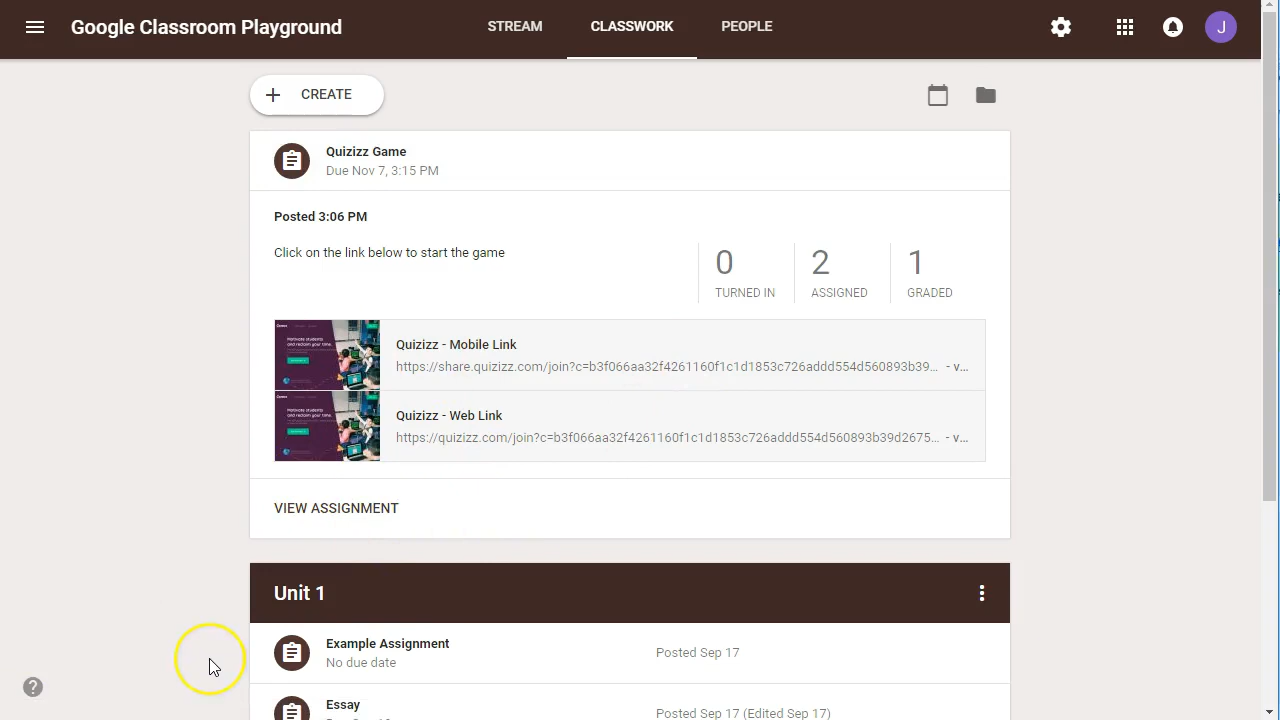 Google Classroom Playground
STREAM
CLASSWORK
PEOPLE
J
+ CREATE
Quizizz Game
Due Nov 7, 3:15 PM
Posted 3:06 PM
Click on the link below to start the game
0
TURNED IN
2
ASSIGNED
1
GRADED
Quizizz - Mobile Link
https://share.quizizz.com/join?c=b3f066aa32f4261160f1c1d1853c726addd554d560893b39... - v...
Quizizz - Web Link
https://quizizz.com/join?c=b3f066aa32f4261160f1c1d1853c726addd554d560893b39d2675... - v...
VIEW ASSIGNMENT
Unit 1
Example Assignment
No due date
Posted Sep 17
Essay
Posted Sep 17 (Edited Sep 17)